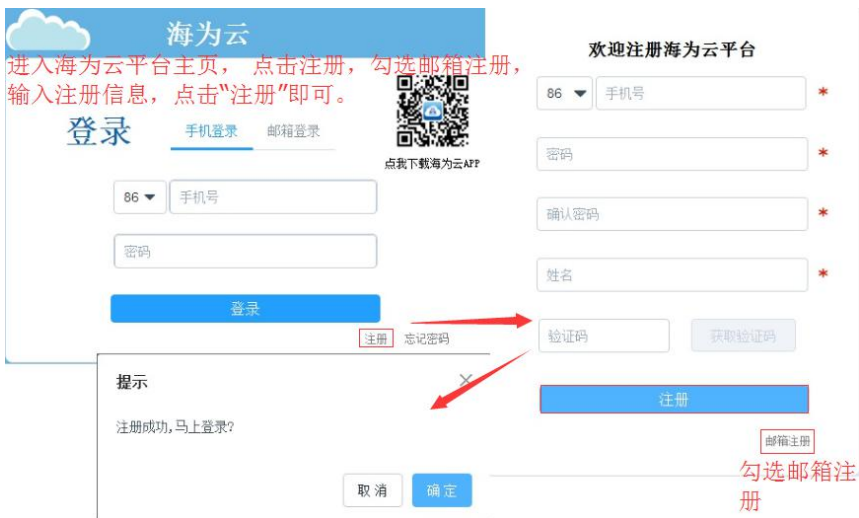 海为云
进入海为云平台主页， 点击注册，勾选邮箱注册，
输入注册信息，点击“注册”即可。
登录
手机登录 邮箱登录
点我下载海为云APP
86 手机号
密码
登录
注册 忘记密码
欢迎注册海为云平台
86 手机号 *
密码 *
确认密码 *
姓名 *
验证码 获取验证码
注册
邮箱注册
勾选邮箱注
册
提示
注册成功,马上登录?
取消 确定